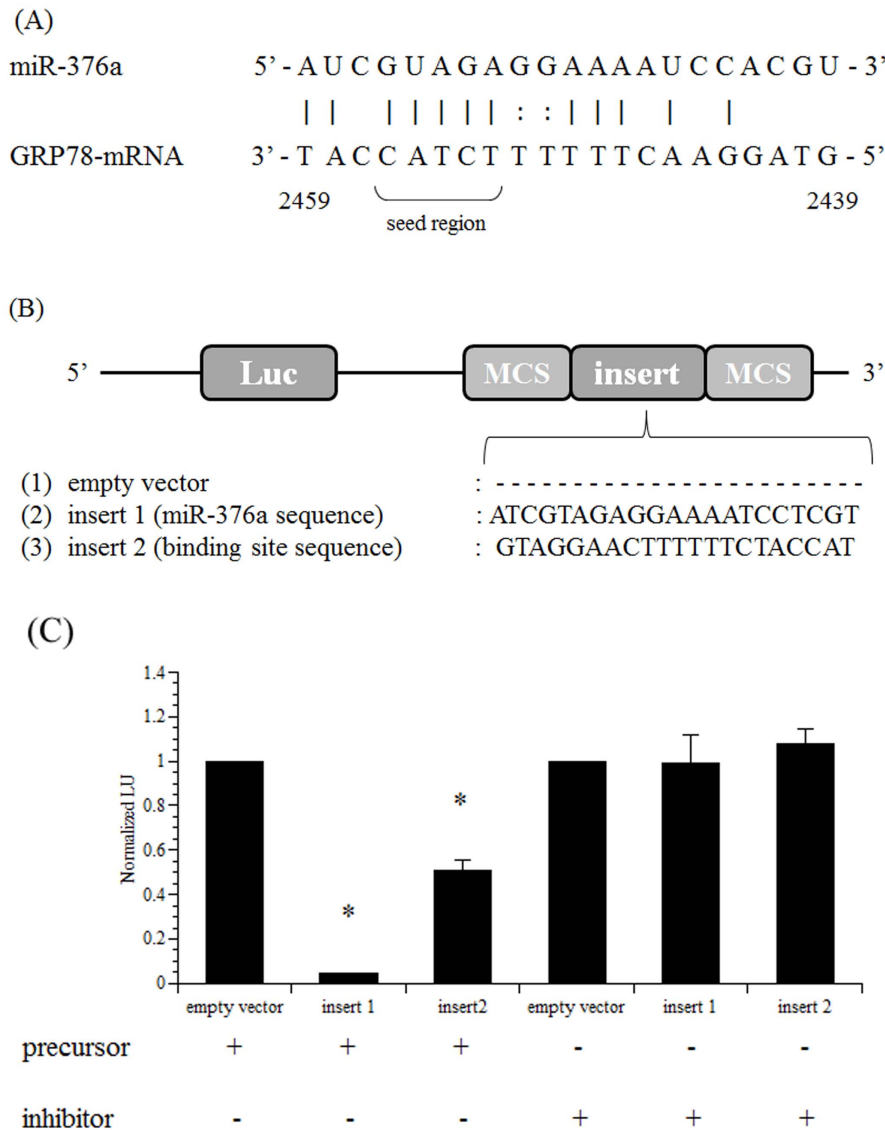 (A)
miR-376a 5’ - A U C G U A G A G G A A A A U C C A C G U - 3’
| | | | | | | : : | | | | |
GRP78-mRNA 3’ - T A C C A T C T T T T T T C A A G G A T G - 5’
2459 2439
seed region
(B)
5’ Luc MCS insert MCS 3’
(1) empty vector : - - - - - - - - - - - - - - - - - - - - - - - -
(2) insert 1 (miR-376a sequence) : ATCGTAGAGGAAAATCCTCGT
(3) insert 2 (binding site sequence) : GTAGGAACTTTTTTCTACCAT
(C)
1.4
1.2
1
0.8
0.6
0.4
0.2
0
Normalized LU
* *
empty vector insert 1 insert2 empty vector insert 1 insert 2
precursor + + + - - -
inhibitor - - - + + +